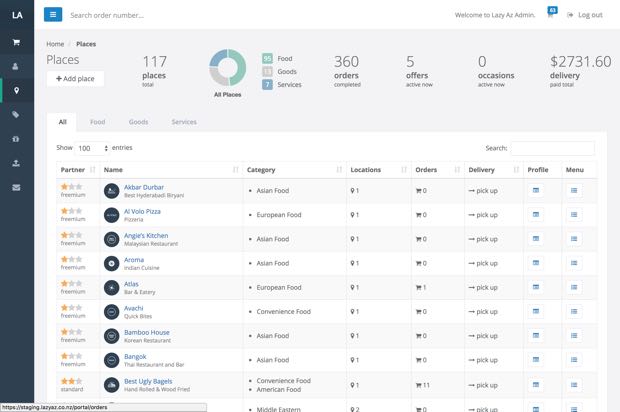 LA
Search order number...
Welcome to Lazy Az Admin.
63
Log out
Home / Places
Places
+ Add place
117
places
total
All Places
95 Food
Goods
7 Services
360
orders
completed
5
offers
active now
0
occasions
active now
$2731.60
delivery
paid total
All Food Goods Services
Show 100 entries
Search:
Partner Name Category Locations Orders Delivery Profile Menu
freemium
Akbar Durbar
Best Hyderabadi Biryani
Asian Food
1
0
pick up
freemium
Al Volo Pizza
Pizzeria
European Food
1
0
pick up
freemium
Angie's Kitchen
Malaysian Restaurant
Asian Food
1
0
pick up
freemium
Aroma
Indian Cuisine
Asian Food
1
0
pick up
freemium
Atlas
Bar & Eatery
European Food
1
1
pick up
freemium
Avachi
Quick Bites
Convenience Food
1
0
pick up
freemium
Bamboo House
Korean Restaurant
Asian Food
1
0
pick up
freemium
Bangok
Thai Restaurant and Bar
Asian Food
1
0
pick up
standard
Best Ugly Bagels
Hand Rolled & Wood Fried
Convenience Food
American Food
1
11
pick up
Middle Eastern
2
0
pick up
https://staging.lazyaz.co.nz/portal/orders